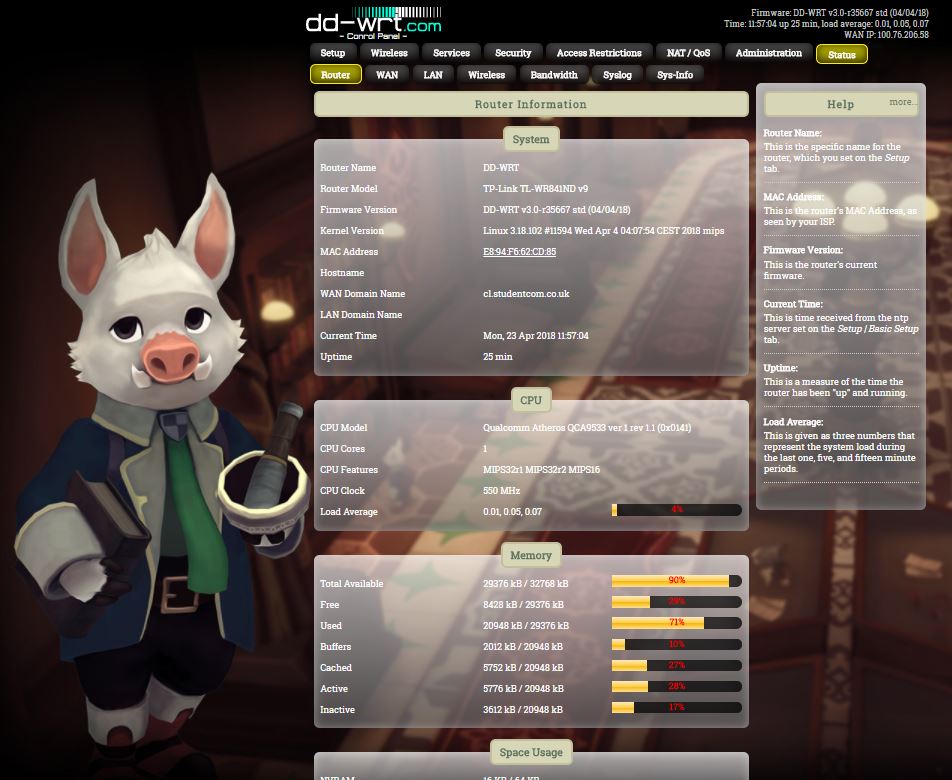 dd-wrt.com
- Control Panel -
Firmware: DD-WRT v3.0-r35667 std (04/04/18)
Time: 11:57:04 up 25 min, load average: 0.01, 0.05, 0.07
WAN IP: 100.76.206.58
Setup Wireless Services Security Access Restrictions NAT / QoS Administration Status
Router WAN LAN Wireless Bandwidth Syslog Sys-Info
Router Information
System
Router Name DD-WRT
Router Model TP-Link TL-WR841ND v9
Firmware Version DD-WRT v3.0-r35667 std (04/04/18)
Kernel Version Linux 3.18.102 #11594 Wed Apr 4 04:07:54 CEST 2018 mips
MAC Address E8:94:F6:62:CD:85
Hostname
WAN Domain Name cl.studentcom.co.uk
LAN Domain Name
Current Time Mon, 23 Apr 2018 11:57:04
Uptime 25 min
CPU
CPU Model Qualcomm Atheros QCA9533 ver 1 rev 1.1 (0x0141)
CPU Cores 1
CPU Features MIPS32r1 MIPS32r2 MIPS16
CPU Clock 550 MHz
Load Average 0.01, 0.05, 0.07 4%
Memory
Total Available 29376 kB / 32768 kB 90%
Free 8428 kB / 29376 kB 29%
Used 20948 kB / 29376 kB 71%
Buffers 2012 kB / 20948 kB 10%
Cached 5752 kB / 20948 kB 27%
Active 5776 kB / 20948 kB 28%
Inactive 3612 kB / 20948 kB 17%
Space Usage
NVRAM 16 KB / 64 KB
Help more...
Router Name:
This is the specific name for the
router, which you set on the Setup
tab.
MAC Address:
This is the router's MAC Address, as
seen by your ISP.
Firmware Version:
This is the router's current
firmware.
Current Time:
This is time received from the ntp
server set on the Setup / Basic Setup
tab.
Uptime:
This is a measure of the time the
router has been "up" and running.
Load Average:
This is given as three numbers that
represent the system load during
the last one, five, and fifteen minute
periods.